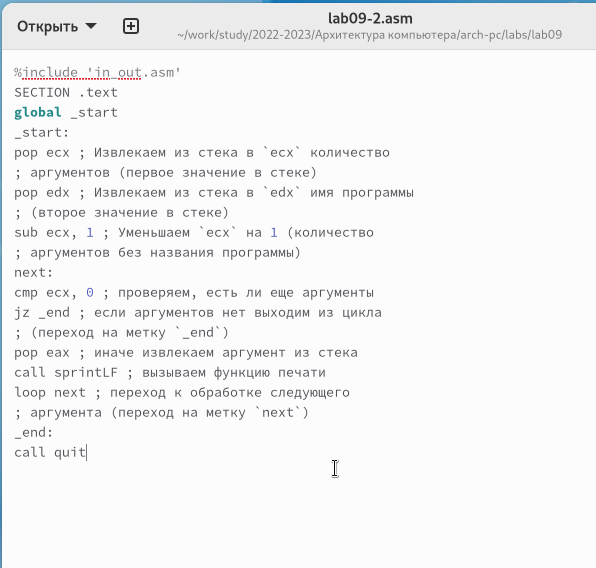 Открыть
lab09-2.asm
~/work/study/2022-2023/Архитектура компьютера/arch-pc/labs/lab09
%include 'in_out.asm'
SECTION .text
global _start
_start:
pop ecx ; Извлекаем из стека в `ecx` количество
; аргументов (первое значение в стеке)
pop edx ; Извлекаем из стека в `edx` имя программы
; (второе значение в стеке)
sub ecx, 1 ; Уменьшаем `ecx` на 1 (количество
; аргументов без названия программы)
next:
cmp ecx, 0 ; проверяем, есть ли еще аргументы
jz _end ; если аргументов нет выходим из цикла
; (переход на метку `_end`)
pop eax ; иначе извлекаем аргумент из стека
call sprintLF ; вызываем функцию печати
loop next ; переход к обработке следующего
; аргумента (переход на метку `next`)
_end:
call quit